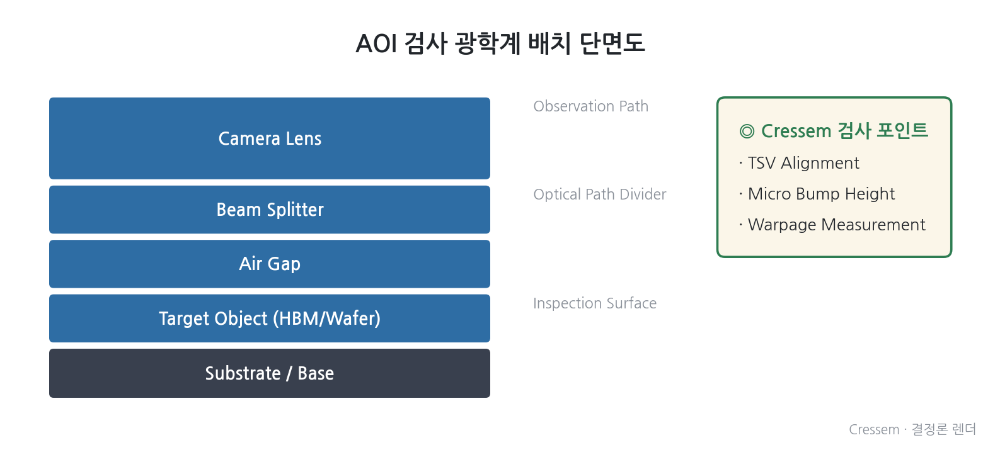 AOI 검사 광학계 배치 단면도
Camera Lens
Observation Path
Beam Splitter
Optical Path Divider
Air Gap
Target Object (HBM/Wafer)
Inspection Surface
Substrate / Base
◎ Cressem 검사 포인트
· TSV Alignment
· Micro Bump Height
· Warpage Measurement
Cressem · 결정론 렌더